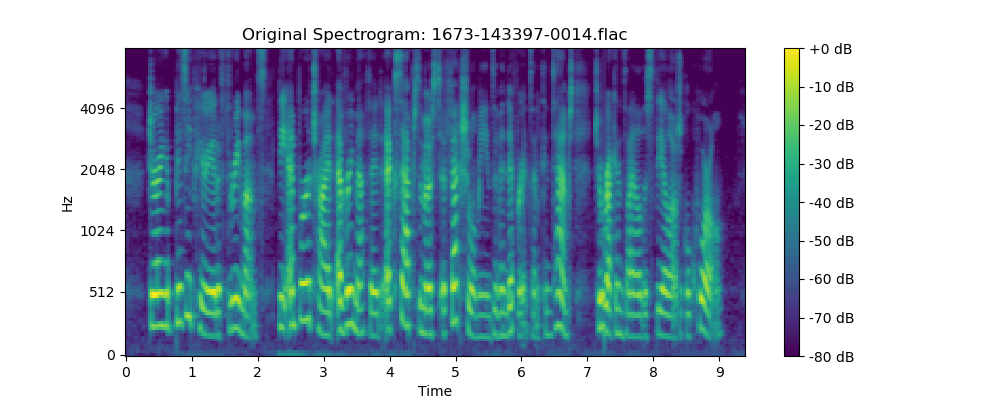 Original Spectrogram: 1673-143397-0014.flac
Hz
4096
2048
1024
512
0
0 1 2 3 4 5 6 7 8 9
Time
+0 dB
-10 dB
-20 dB
-30 dB
-40 dB
-50 dB
-60 dB
-70 dB
-80 dB